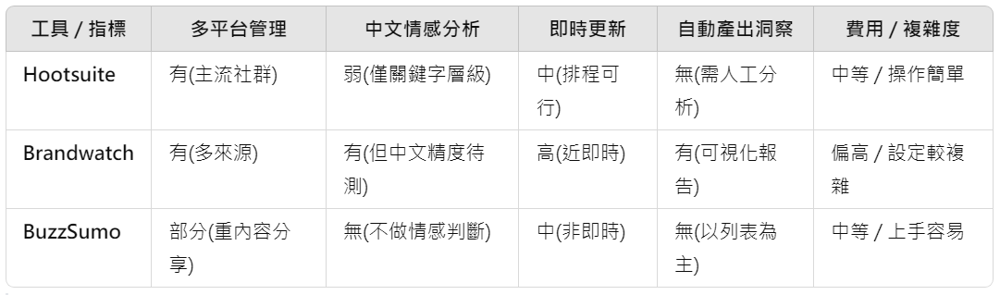 工具 / 指標 多平台管理 中文情感分析 即時更新 自動產出洞察 費用 / 複雜度
Hootsuite 有(主流社群) 弱(僅關鍵字層級) 中(排程可 無(需人工分 中等 / 操作簡單
行) 析)
Brandwatch 有(多來源) 有(但中文精度待 高(近即時) 有(可視化報 偏高 / 設定較複
測) 告) 雜
BuzzSumo 部分(重內容分 無(不做情感判斷) 中(非即時) 無(以列表為 中等 / 上手容易
享) 主)